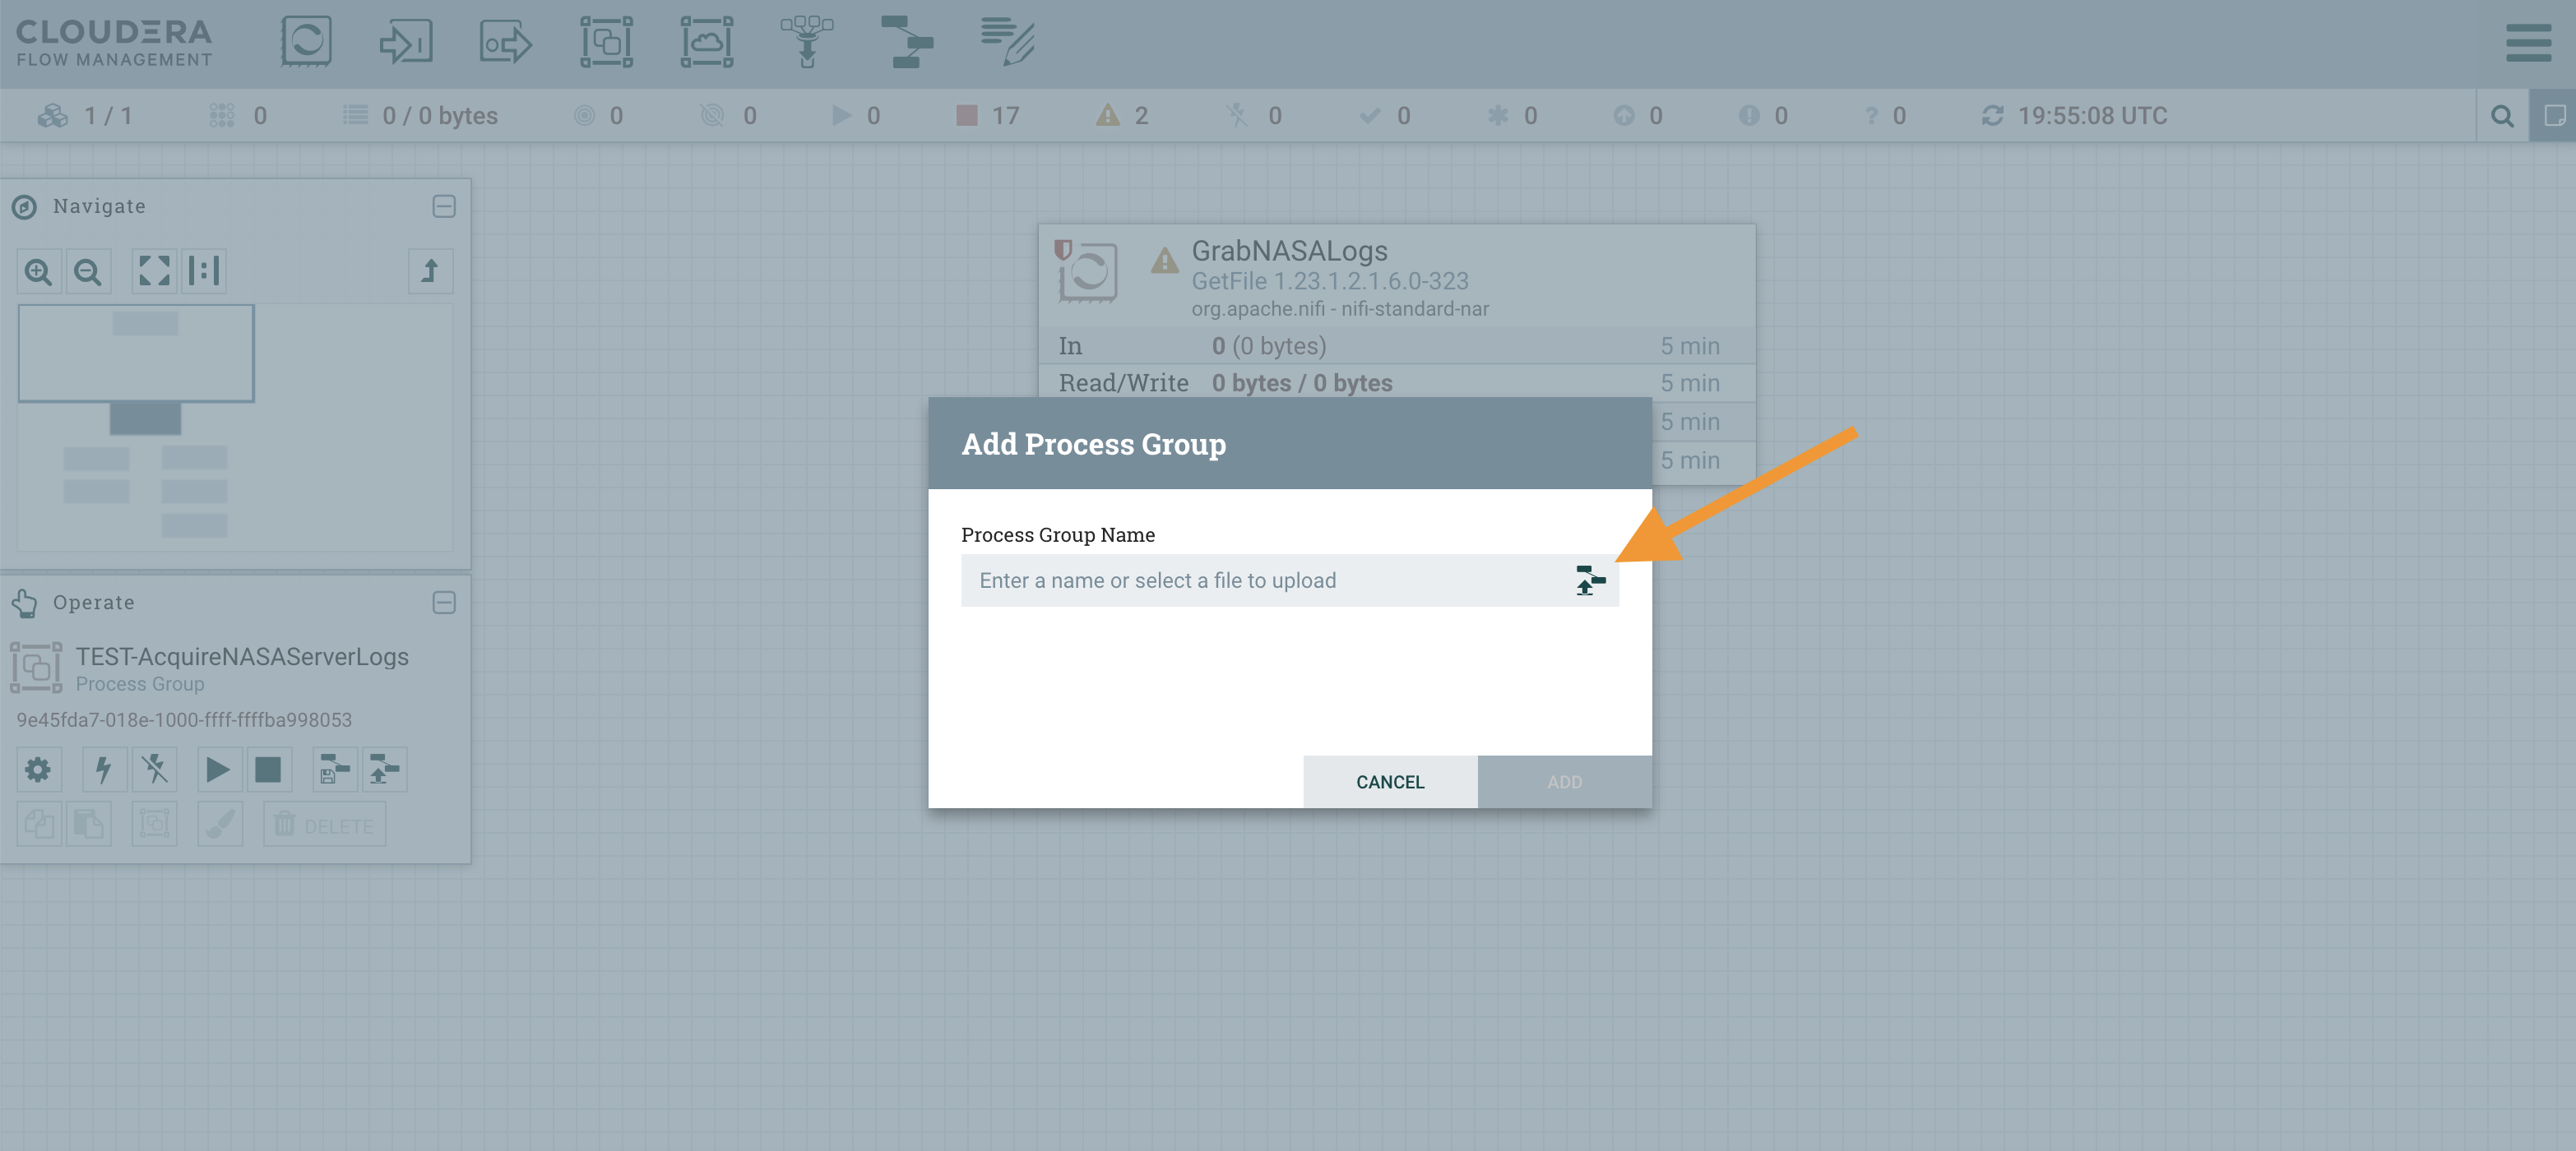 CLOUDERA
FLOW MANAGEMENT
1 / 1 0 0 / 0 bytes 0 0 0 17 2 0 0 0 0 0 ? 0 19:55:08 UTC
Navigate
GrabNASALogs
GetFile 1.23.1.2.1.6.0-323
org.apache.nifi - nifi-standard-nar
In 0 (0 bytes) 5 min
Read/Write 0 bytes / 0 bytes 5 min
5 min
5 min
Add Process Group
Process Group Name
Enter a name or select a file to upload
CANCEL ADD
Operate
TEST-AcquireNASAServerLogs
Process Group
9e45fda7-018e-1000-ffff-ffffba998053
DELETE